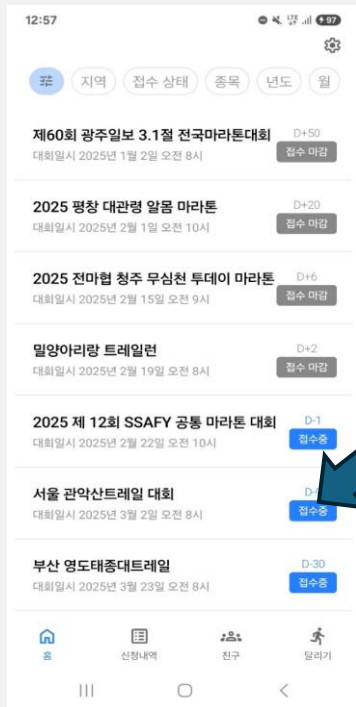 12:57
LTE 97
지역 접수 상태 종목 년도 월
제60회 광주일보 3.1절 전국마라톤대회 D+50
대회일시 2025년 1월 2일 오전 8시 접수 마감
2025 평창 대관령 알몸 마라톤 D+20
대회일시 2025년 2월 1일 오전 10시 접수 마감
2025 전마협 청주 무심천 투데이 마라톤 D+6
대회일시 2025년 2월 15일 오전 9시 접수 마감
밀양아리랑 트레일런 D+2
대회일시 2025년 2월 19일 오전 8시 접수 마감
2025 제 12회 SSAFY 공통 마라톤 대회 D-1
대회일시 2025년 2월 22일 오전 10시 접수중
서울 관악산트레일 대회
대회일시 2025년 3월 2일 오전 8시 접수중
부산 영도태종대트레일 D-30
대회일시 2025년 3월 23일 오전 8시 접수중
홈 신청내역 친구 달리기